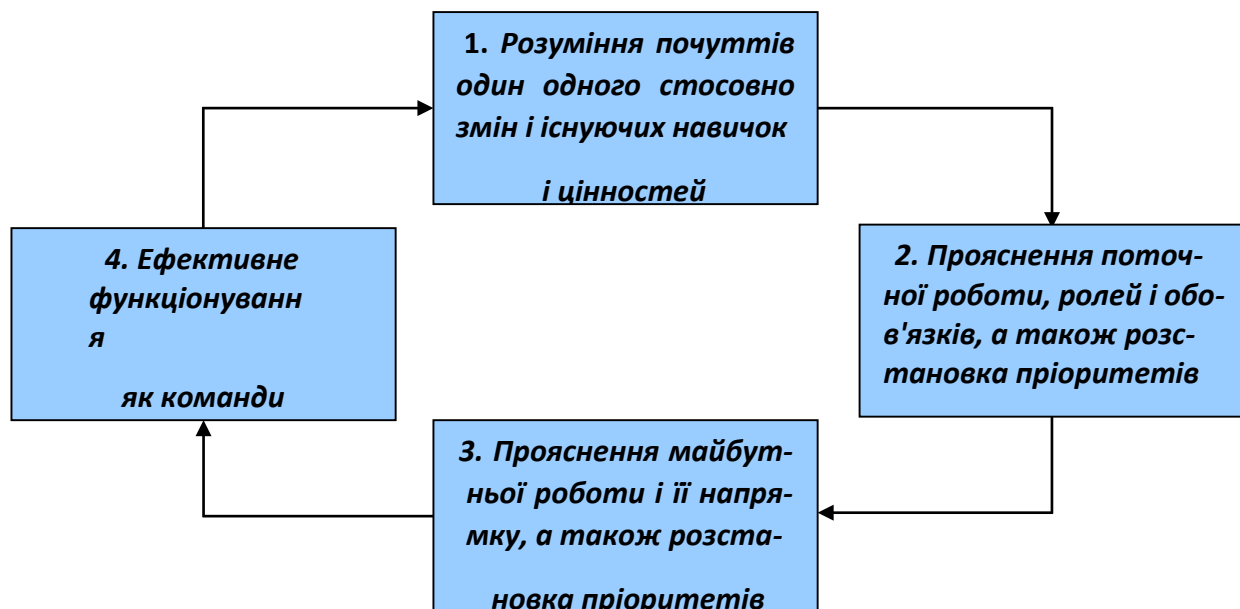 1. Розуміння почуттів
один одного стосовно
змін і існуючих навичок
і цінностей
2. Прояснення поточ-
ної роботи, ролей і обо-
в'язків, а також розс-
тановка пріоритетів
3. Прояснення майбут-
ньої роботи і її напря-
мку, а також розста-
новка пріоритетів
4. Ефективне
функціонуванн
я
як команди